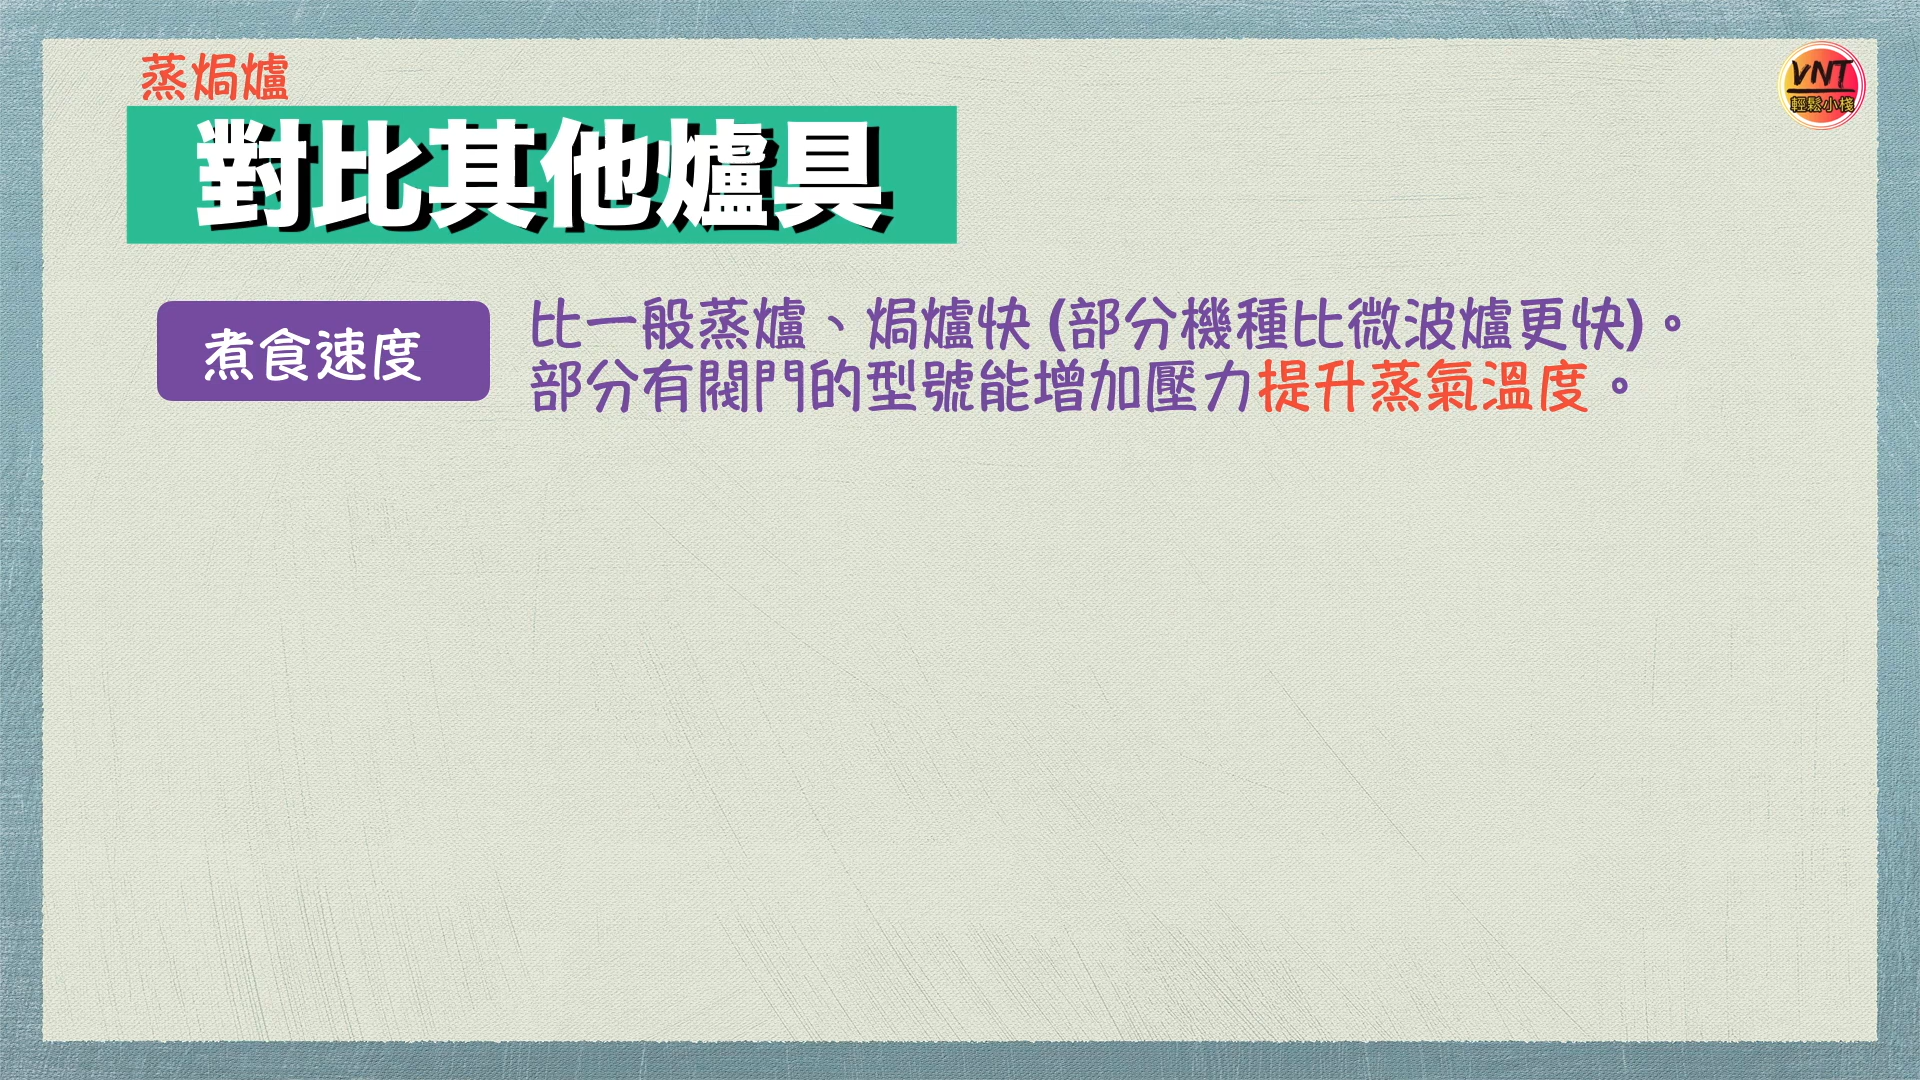 蒸焗爐
VNT
輕鬆小棧
對比其他爐具
煮食速度
比一般蒸爐、焗爐快 (部分機種比微波爐更快)。
部分有閥門的型號能增加壓力提升蒸氣溫度。